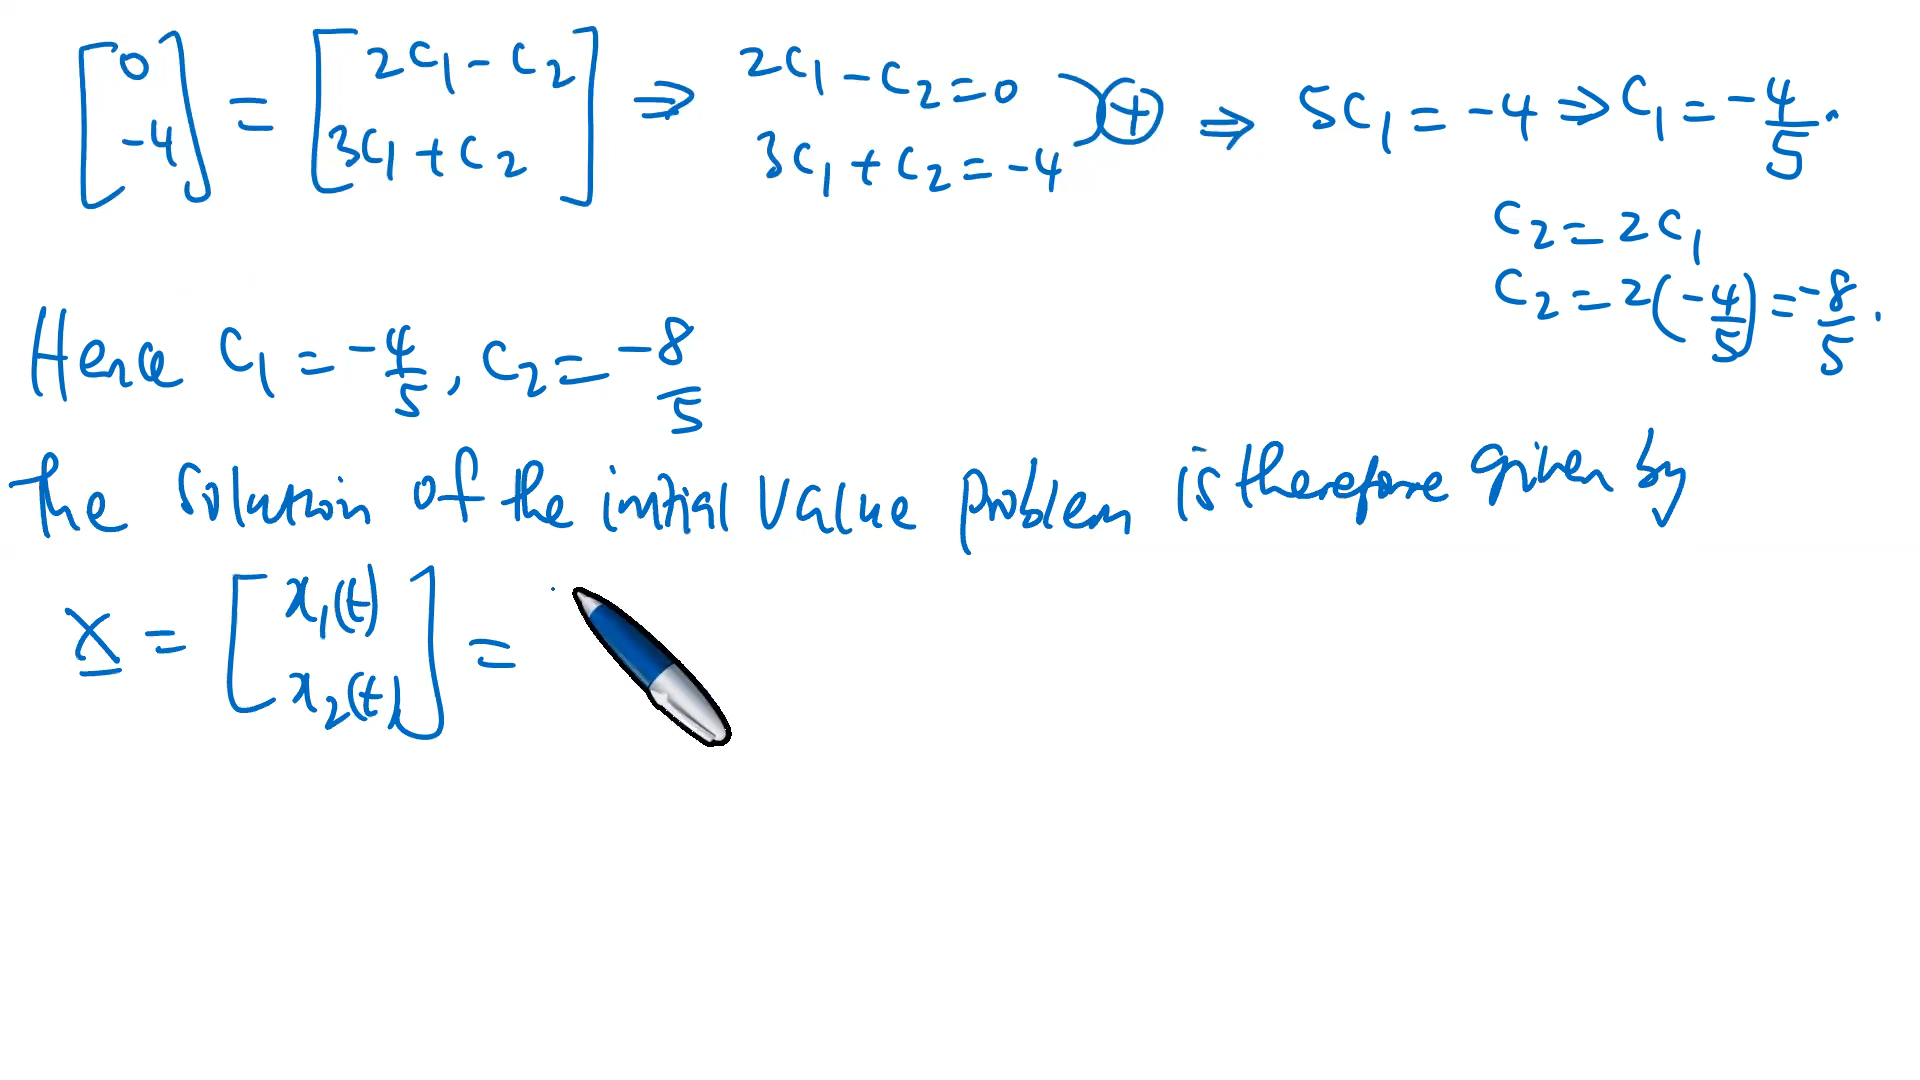 [0 -4] = [2C1 - C2 3C1 + C2] ⇒ 2C1 - C2 = 0 3C1 + C2 = -4 ⊕ ⇒ 5C1 = -4 ⇒ C1 = -4/5.
C2 = 2C1
C2 = 2(-4/5) = -8/5.
Hence C1 = -4/5, C2 = -8/5
The solution of the initial value problem is therefore given by
X = [x1(t) x2(t)] =